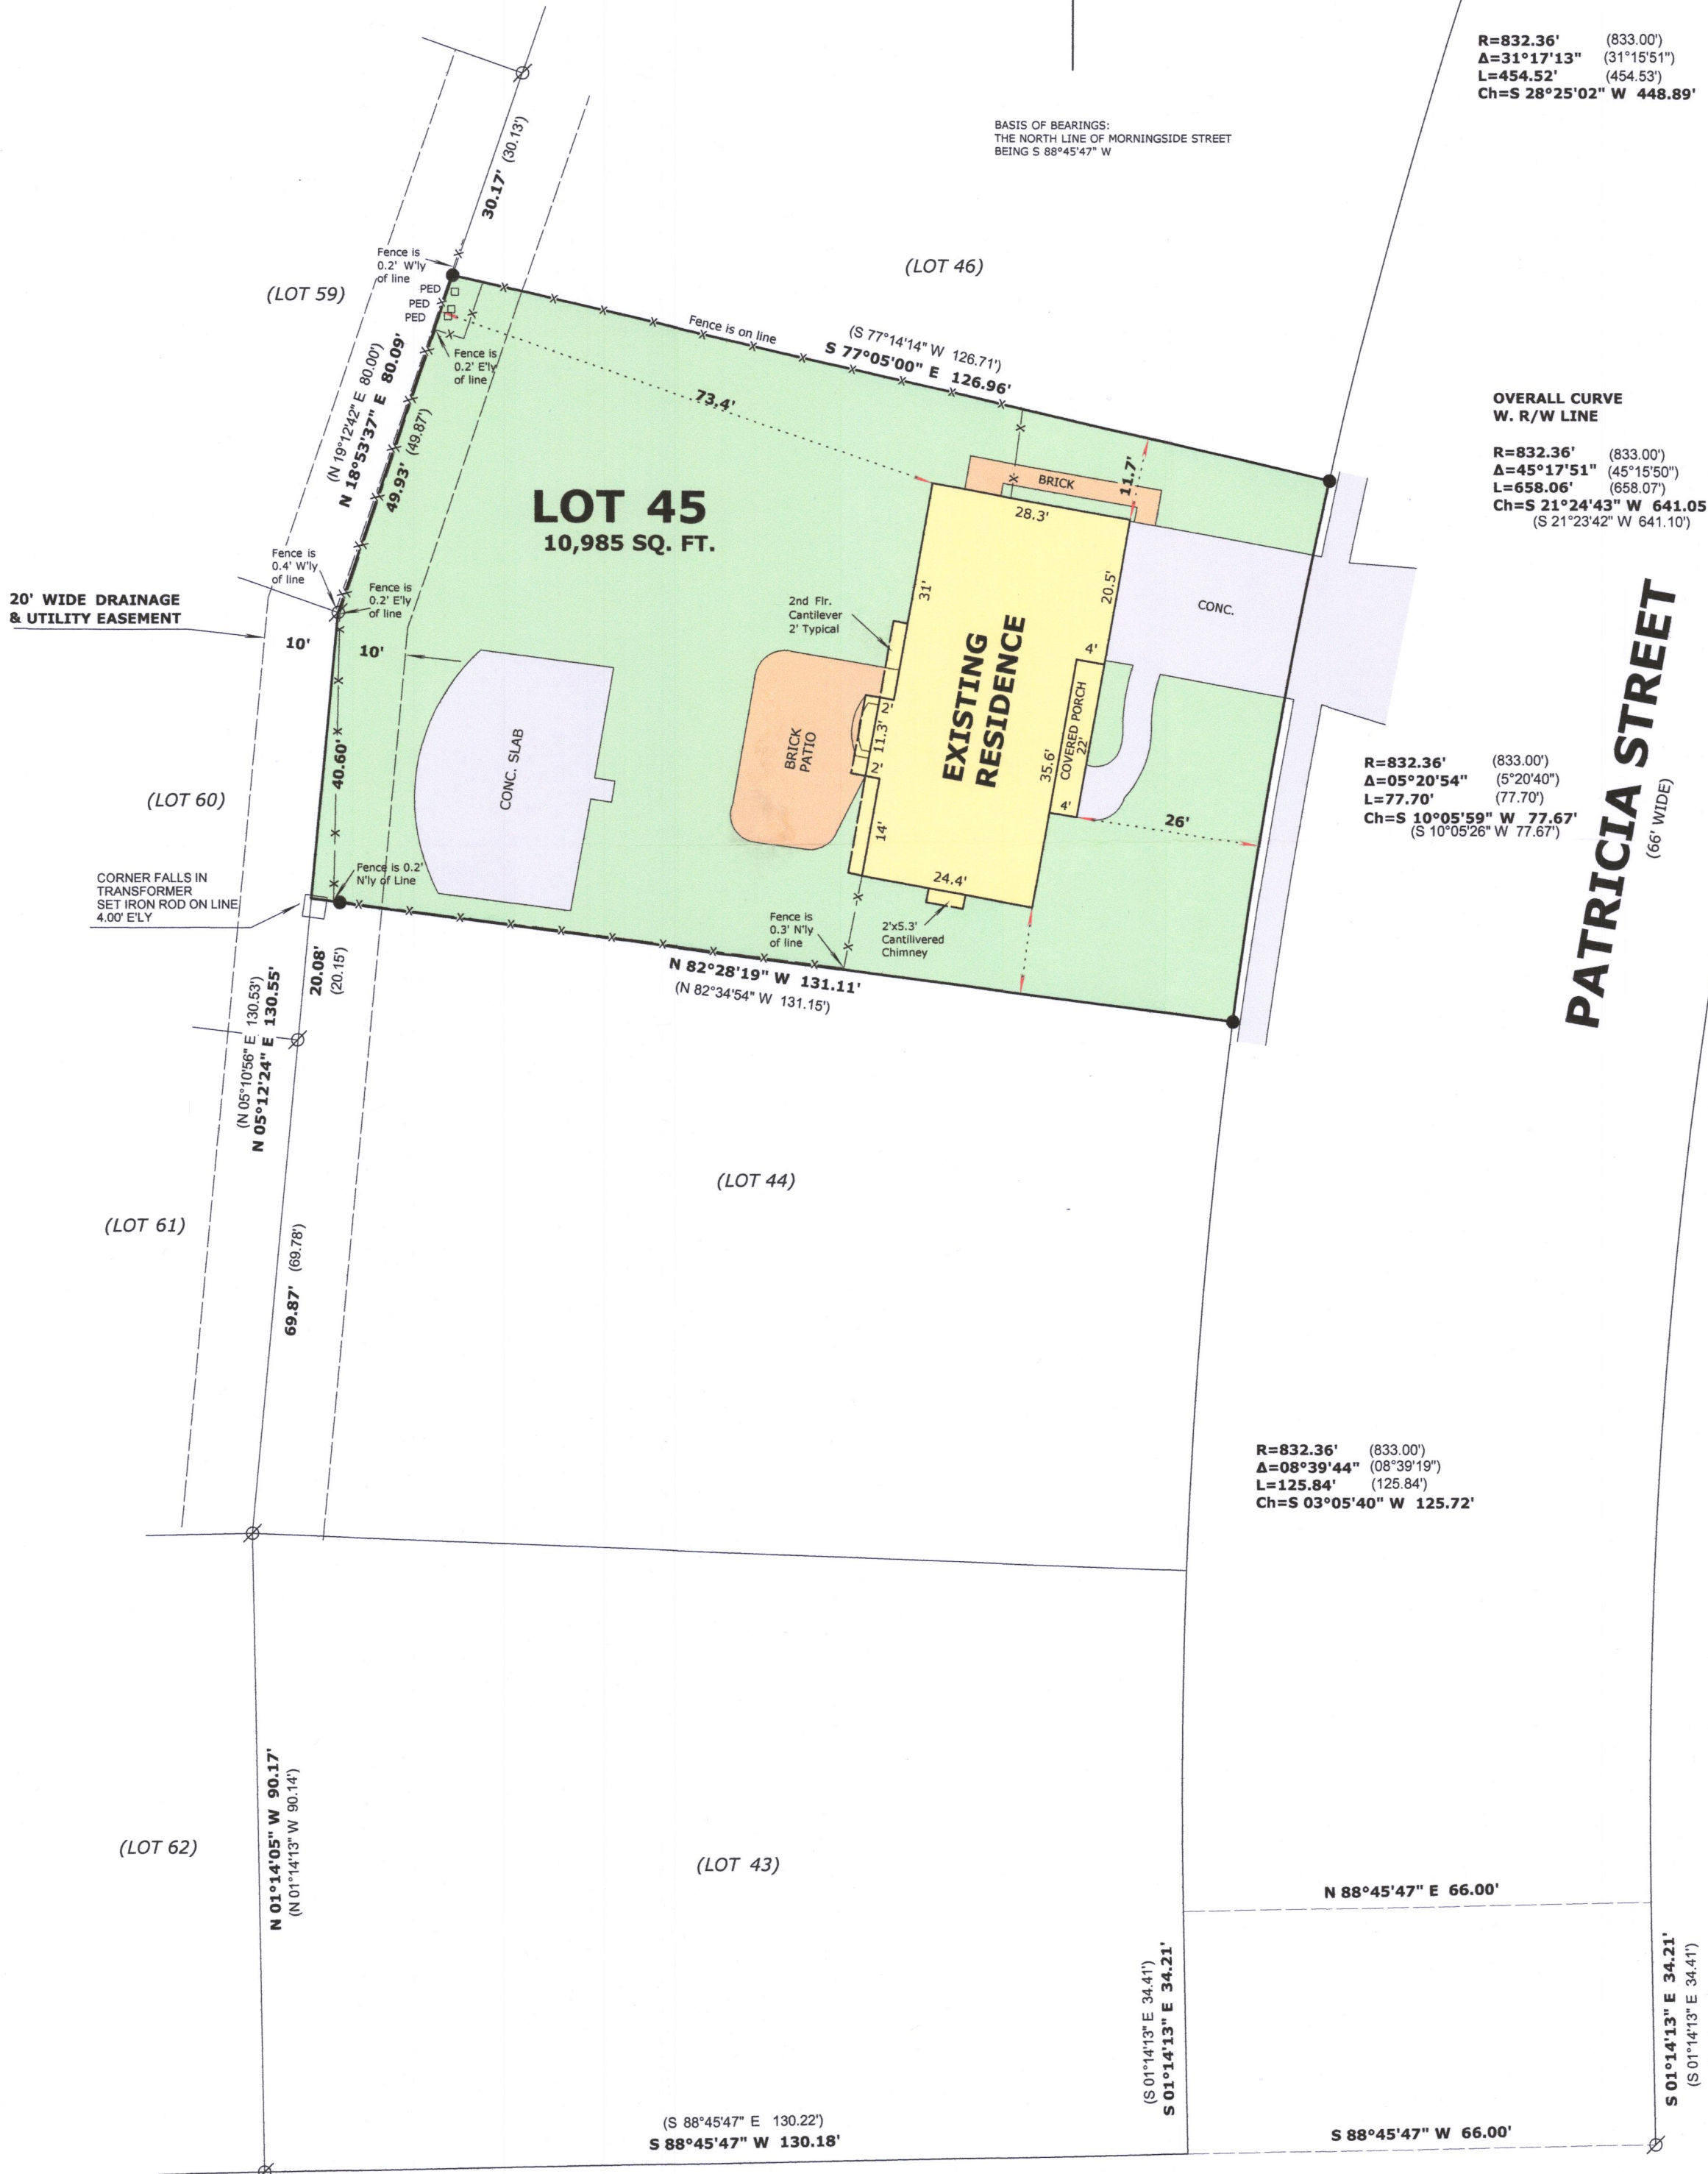 R=832.36' (833.00')
Δ=31°17'13" (31°15'51")
L=454.52' (454.53')
Ch=S 28°25'02" W 448.89'
BASIS OF BEARINGS:
THE NORTH LINE OF MORNINGSIDE STREET
BEING S 88°45'47" W
30.17' (30.13')
(LOT 46)
(LOT 59)
Fence is
0.2' W'ly
of line
PED
PED
PED
Fence is
0.2' E'ly
of line
Fence is on line
(S 77°14'14" W 126.71')
S 77°05'00" E 126.96'
(N 19°12'42" E 80.00')
N 18°53'37" E 80.09'
49.93' (49.87')
73.4'
OVERALL CURVE
W. R/W LINE
R=832.36' (833.00')
Δ=45°17'51" (45°15'50")
L=658.06' (658.07')
Ch=S 21°24'43" W 641.05
(S 21°23'42" W 641.10')
LOT 45
10,985 SQ. FT.
BRICK
11.7'
28.3'
31'
20.5'
CONC.
Fence is
0.4' W'ly
of line
Fence is
0.2' E'ly
of line
20' WIDE DRAINAGE
& UTILITY EASEMENT
10'
10'
2nd Flr.
Cantilever
2' Typical
EXISTING
RESIDENCE
4'
COVERED PORCH
22'
35.6'
4'
2'
11.3'
2'
14'
BRICK
PATIO
CONC. SLAB
40.60'
(LOT 60)
26'
R=832.36' (833.00')
Δ=05°20'54" (5°20'40")
L=77.70' (77.70')
Ch=S 10°05'59" W 77.67'
(S 10°05'26" W 77.67')
PATRICIA STREET
(66' WIDE)
CORNER FALLS IN
TRANSFORMER
SET IRON ROD ON LINE
4.00' E'LY
Fence is 0.2'
N'ly of Line
24.4'
2'x5.3'
Cantilivered
Chimney
Fence is
0.3' N'ly
of line
N 82°28'19" W 131.11'
(N 82°34'54" W 131.15')
20.08'
(20.15')
(N 05°10'56" E 130.53')
N 05°12'24" E 130.55'
(LOT 44)
(LOT 61)
69.87' (69.78')
R=832.36' (833.00')
Δ=08°39'44" (08°39'19")
L=125.84' (125.84')
Ch=S 03°05'40" W 125.72'
N 01°14'05" W 90.17'
(N 01°14'13" W 90.14')
(LOT 62)
(LOT 43)
N 88°45'47" E 66.00'
(S 01°14'13" E 34.41')
S 01°14'13" E 34.21'
S 01°14'13" E 34.21'
(S 01°14'13" E 34.41')
(S 88°45'47" E 130.22')
S 88°45'47" W 130.18'
S 88°45'47" W 66.00'